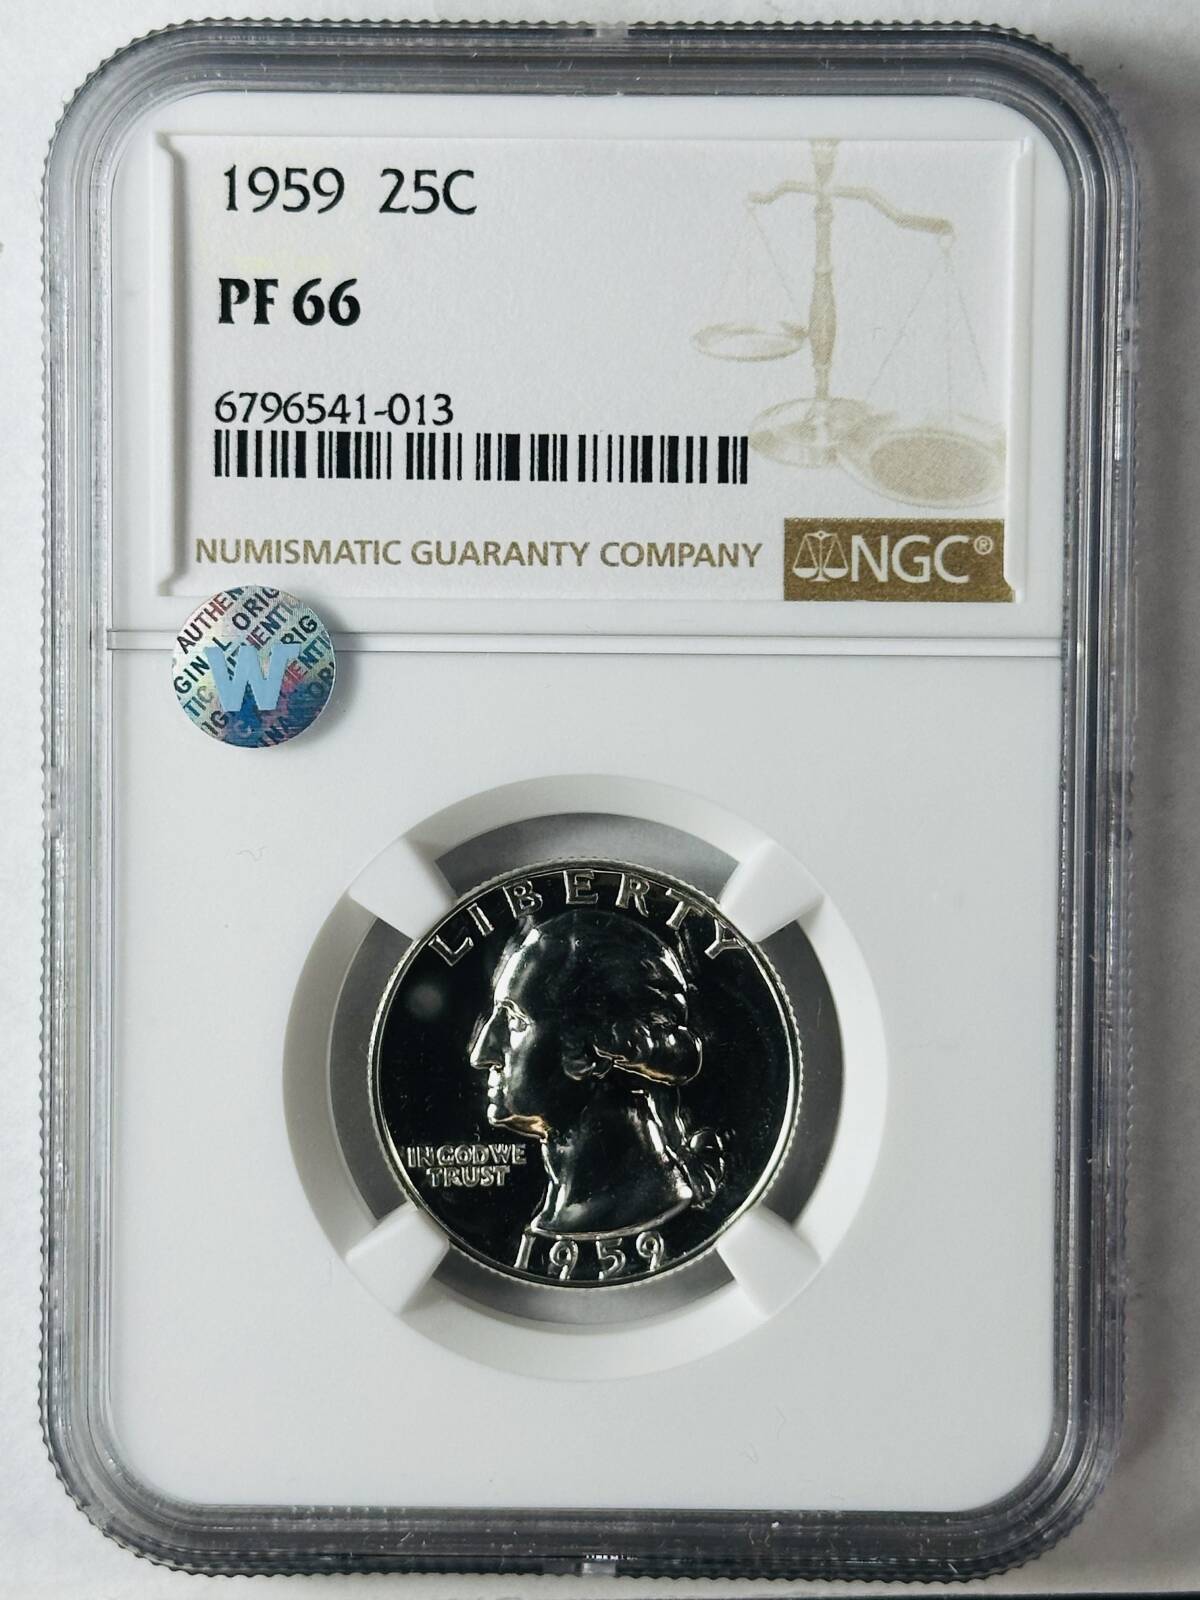 1959 25C
PF 66
6796541-013
NUMISMATIC GUARANTY COMPANY NGC®
W
LIBERTY
IN GOD WE
TRUST
1959